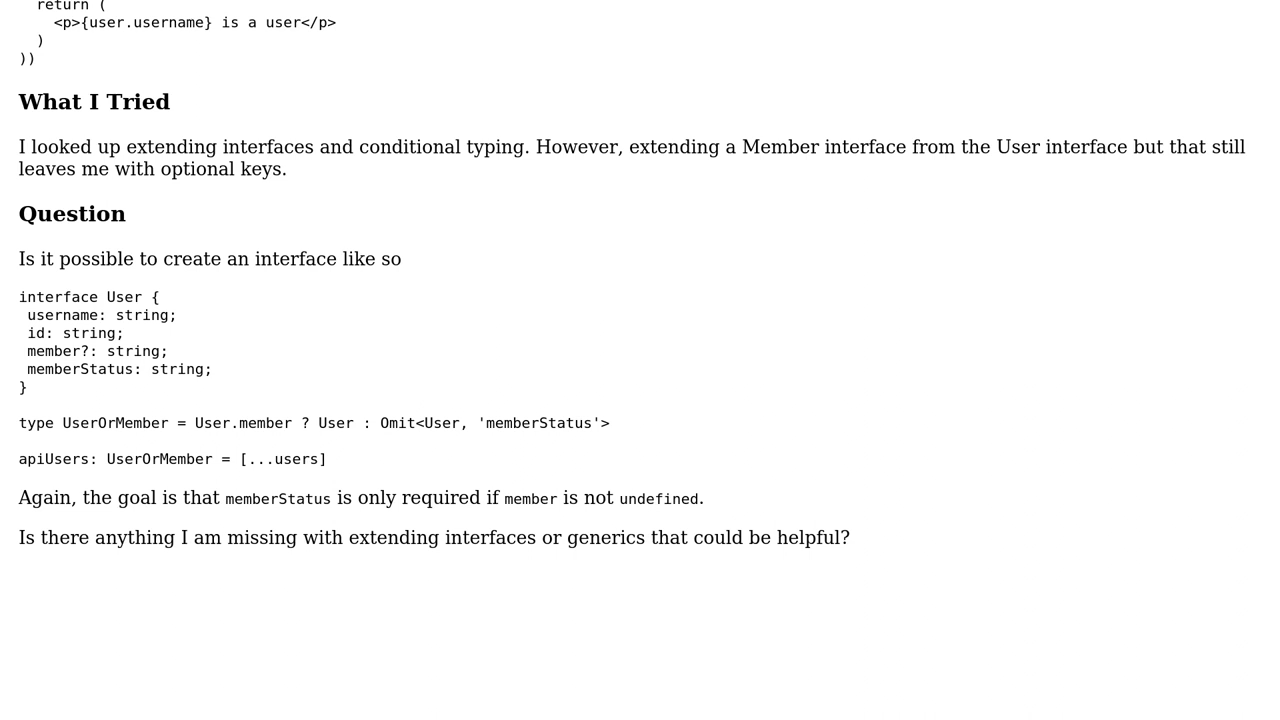 return (
<p>{user.username} is a user</p>
)
))
What I Tried
I looked up extending interfaces and conditional typing. However, extending a Member interface from the User interface but that still
leaves me with optional keys.
Question
Is it possible to create an interface like so
interface User {
username: string;
id: string;
member?: string;
memberStatus: string;
}
type UserOrMember = User.member ? User : Omit<User, 'memberStatus'>
apiUsers: UserOrMember = [...users]
Again, the goal is that memberStatus is only required if member is not undefined.
Is there anything I am missing with extending interfaces or generics that could be helpful?